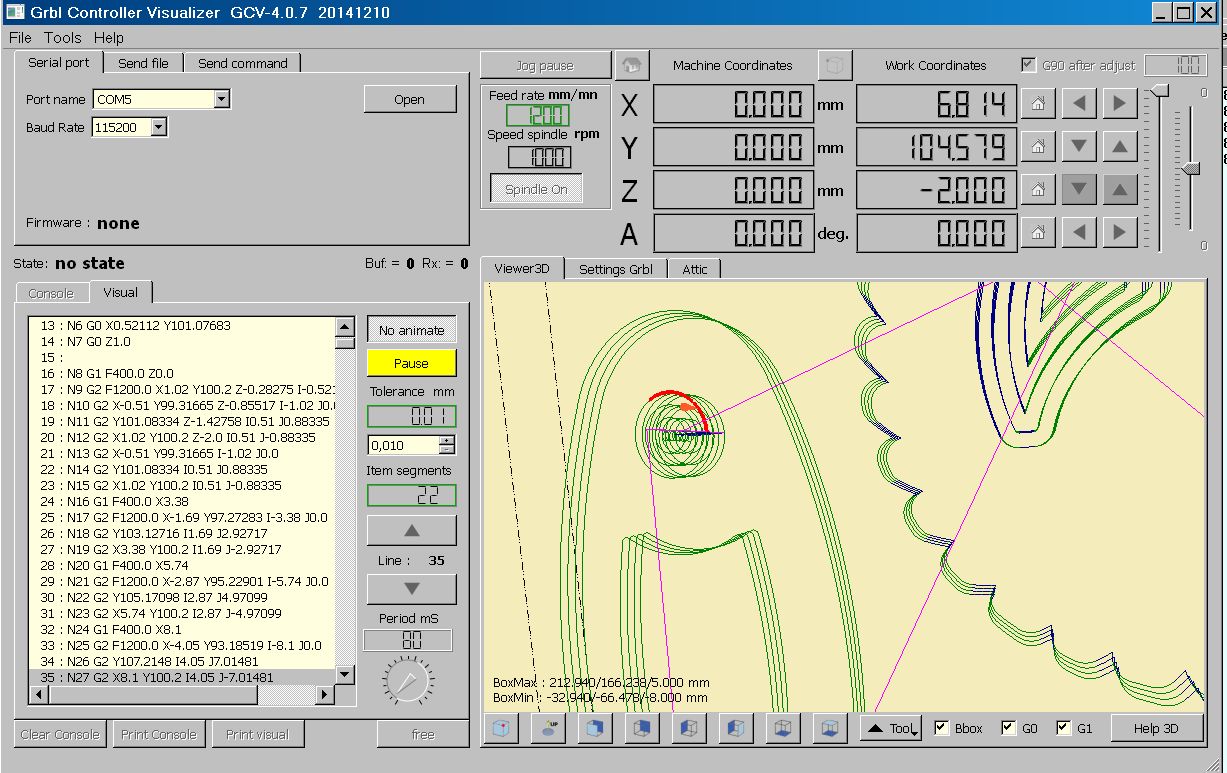 Grbl Controller Visualizer GCV-4.0.7 20141210
File Tools Help
Serial port Send file Send command
Port name COM5 Open
Baud Rate 115200
Firmware : none
State: no state Buf: = 0 Rx: = 0
Jog pause Machine Coordinates Work Coordinates G90 after adjust 100
Feed rate mm/mn
1200
Speed spindle rpm
1000
Spindle On
X 0.000 mm 6.814
Y 0.000 mm 104.579
Z 0.000 mm -2.000
A 0.000 deg. 0.000
0
0
Console Visual
13 : N6 G0 X0.52112 Y101.07683
14 : N7 G0 Z1.0
15 :
16 : N8 G1 F400.0 Z0.0
17 : N9 G2 F1200.0 X1.02 Y100.2 Z-0.28275 I-0.521
18 : N10 G2 X-0.51 Y99.31665 Z-0.85517 I-1.02 J0.
19 : N11 G2 Y101.08334 Z-1.42758 I0.51 J0.88335
20 : N12 G2 X1.02 Y100.2 Z-2.0 I0.51 J-0.88335
21 : N13 G2 X-0.51 Y99.31665 I-1.02 J0.0
22 : N14 G2 Y101.08334 I0.51 J0.88335
23 : N15 G2 X1.02 Y100.2 I0.51 J-0.88335
24 : N16 G1 F400.0 X3.38
25 : N17 G2 F1200.0 X-1.69 Y97.27283 I-3.38 J0.0
26 : N18 G2 Y103.12716 I1.69 J2.92717
27 : N19 G2 X3.38 Y100.2 I1.69 J-2.92717
28 : N20 G1 F400.0 X5.74
29 : N21 G2 F1200.0 X-2.87 Y95.22901 I-5.74 J0.0
30 : N22 G2 Y105.17098 I2.87 J4.97099
31 : N23 G2 X5.74 Y100.2 I2.87 J-4.97099
32 : N24 G1 F400.0 X8.1
33 : N25 G2 F1200.0 X-4.05 Y93.18519 I-8.1 J0.0
34 : N26 G2 Y107.2148 I4.05 J7.01481
35 : N27 G2 X8.1 Y100.2 I4.05 J-7.01481
No animate
Pause
Tolerance mm
0.01
0,010
Item segments
22
Line : 35
Period mS
80
Clear Console Print Console Print visual free
Viewer3D Settings Grbl Attic
BoxMax : 212.940/166.238/5.000 mm
BoxMin : -32.940/-66.478/-8.000 mm
UP Tool Bbox G0 G1 Help 3D